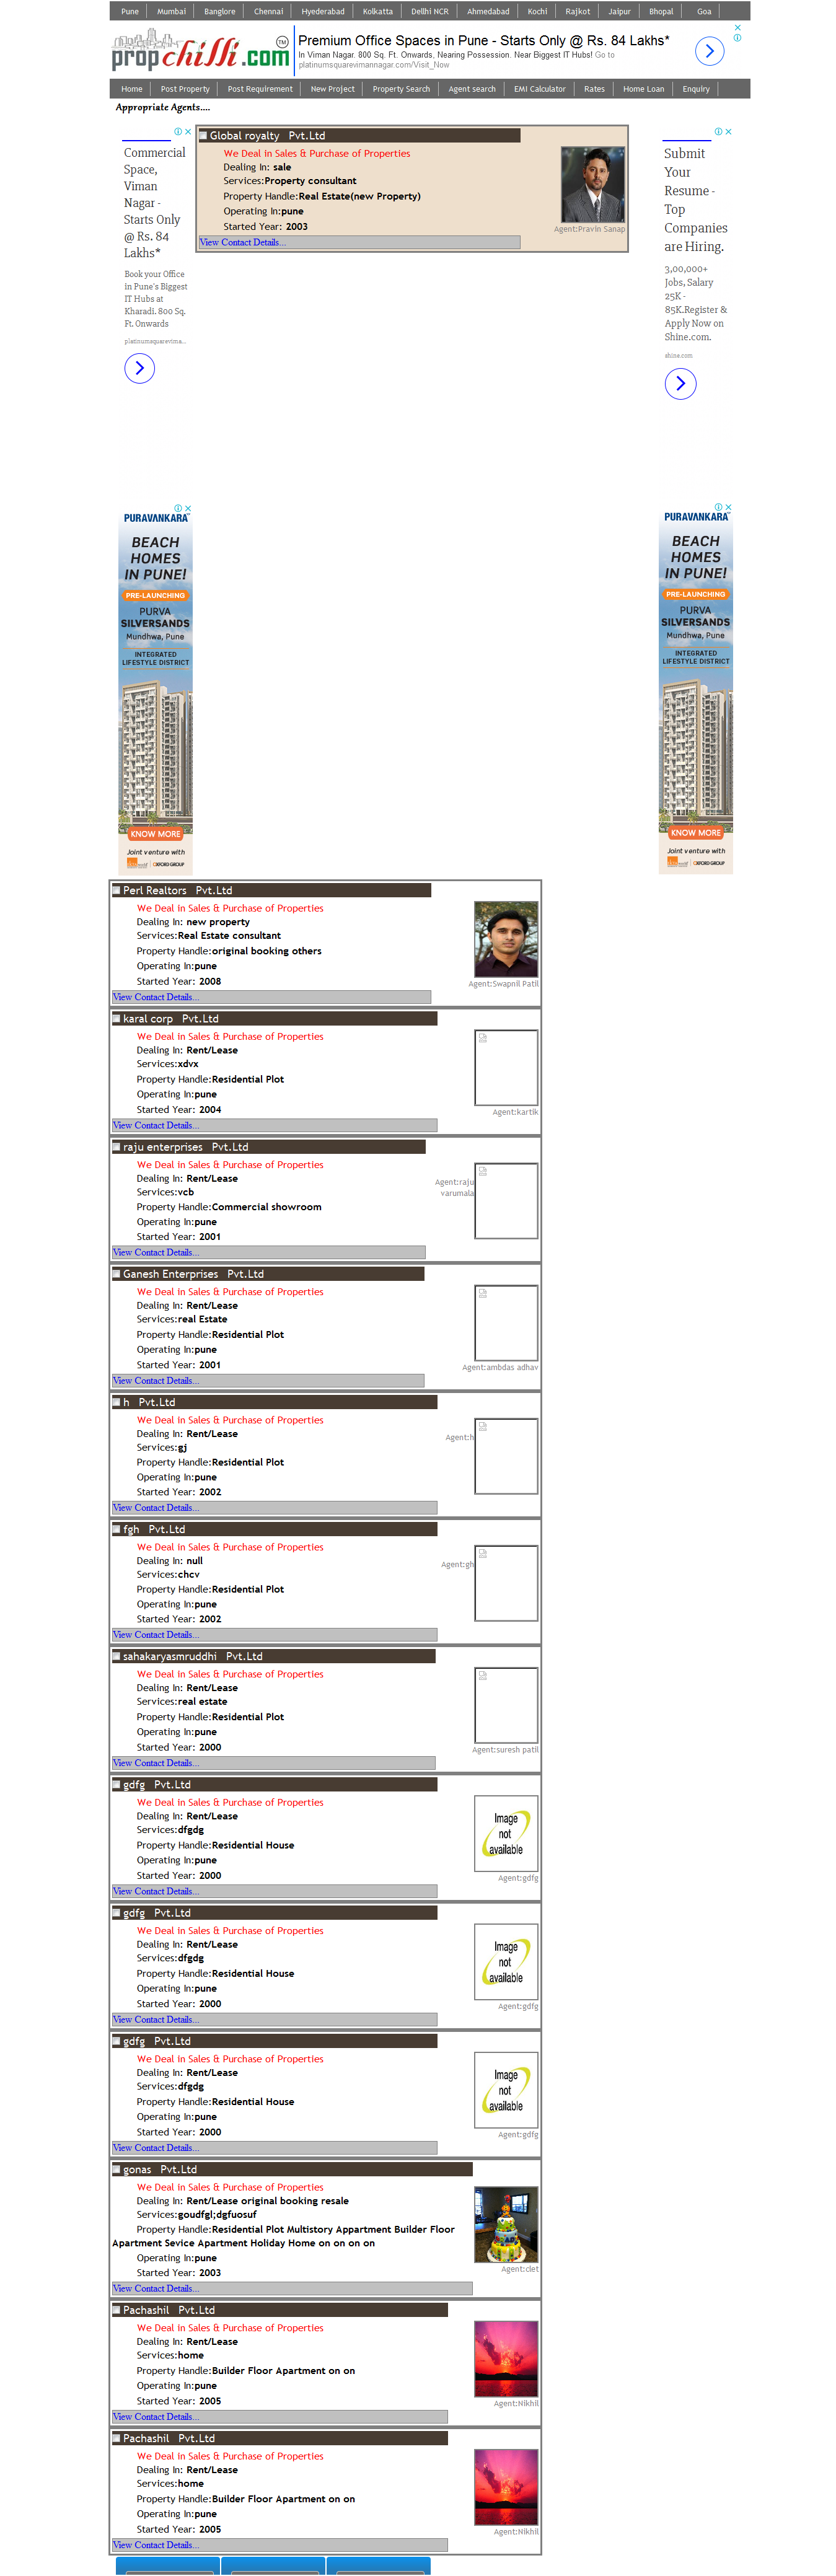 Pune Mumbai Banglore Chennai Hyederabad Kolkatta Dellhi NCR Ahmedabad Kochi Rajkot Jaipur Bhopal Goa
propchilli.com TM
Premium Office Spaces in Pune - Starts Only @ Rs. 84 Lakhs*
In Viman Nagar. 800 Sq. Ft. Onwards, Nearing Possession. Near Biggest IT Hubs! Go to
platinumsquarevimannagar.com/Visit_Now
Home Post Property Post Requirement New Project Property Search Agent search EMI Calculator Rates Home Loan Enquiry
Appropriate Agents....
Commercial
Space,
Viman
Nagar -
Starts Only
@ Rs. 84
Lakhs*
Book your Office
in Pune's Biggest
IT Hubs at
Kharadi. 800 Sq.
Ft. Onwards
platinumsquarevima...
Global royalty Pvt.Ltd
We Deal in Sales & Purchase of Properties
Dealing In: sale
Services:Property consultant
Property Handle:Real Estate(new Property)
Operating In:pune
Started Year: 2003
Agent:Pravin Sanap
View Contact Details...
Submit
Your
Resume -
Top
Companies
are Hiring.
3,00,000+
Jobs, Salary
25K -
85K.Register &
Apply Now on
Shine.com.
shine.com
PURAVANKARA
BEACH
HOMES
IN PUNE!
PRE-LAUNCHING
PURVA
SILVERSANDS
Mundhwa, Pune
INTEGRATED
LIFESTYLE DISTRICT
KNOW MORE
Joint venture with
OXFORD GROUP
PURAVANKARA
BEACH
HOMES
IN PUNE!
PRE-LAUNCHING
PURVA
SILVERSANDS
Mundhwa, Pune
INTEGRATED
LIFESTYLE DISTRICT
KNOW MORE
Joint venture with
OXFORD GROUP
Perl Realtors Pvt.Ltd
We Deal in Sales & Purchase of Properties
Dealing In: new property
Services:Real Estate consultant
Property Handle:original booking others
Operating In:pune
Started Year: 2008
Agent:Swapnil Patil
View Contact Details...
karal corp Pvt.Ltd
We Deal in Sales & Purchase of Properties
Dealing In: Rent/Lease
Services:xdvx
Property Handle:Residential Plot
Operating In:pune
Started Year: 2004
Agent:kartik
View Contact Details...
raju enterprises Pvt.Ltd
We Deal in Sales & Purchase of Properties
Dealing In: Rent/Lease
Agent:raju
varumala
Services:vcb
Property Handle:Commercial showroom
Operating In:pune
Started Year: 2001
View Contact Details...
Ganesh Enterprises Pvt.Ltd
We Deal in Sales & Purchase of Properties
Dealing In: Rent/Lease
Services:real Estate
Property Handle:Residential Plot
Operating In:pune
Started Year: 2001
Agent:ambdas adhav
View Contact Details...
h Pvt.Ltd
We Deal in Sales & Purchase of Properties
Dealing In: Rent/Lease
Agent:h
Services:gj
Property Handle:Residential Plot
Operating In:pune
Started Year: 2002
View Contact Details...
fgh Pvt.Ltd
We Deal in Sales & Purchase of Properties
Dealing In: null
Agent:gh
Services:chcv
Property Handle:Residential Plot
Operating In:pune
Started Year: 2002
View Contact Details...
sahakaryasmruddhi Pvt.Ltd
We Deal in Sales & Purchase of Properties
Dealing In: Rent/Lease
Services:real estate
Property Handle:Residential Plot
Operating In:pune
Started Year: 2000
Agent:suresh patil
View Contact Details...
gdfg Pvt.Ltd
We Deal in Sales & Purchase of Properties
Dealing In: Rent/Lease
Services:dfgdg
Property Handle:Residential House
Operating In:pune
Started Year: 2000
Image
not
available
Agent:gdfg
View Contact Details...
gdfg Pvt.Ltd
We Deal in Sales & Purchase of Properties
Dealing In: Rent/Lease
Services:dfgdg
Property Handle:Residential House
Operating In:pune
Started Year: 2000
Image
not
available
Agent:gdfg
View Contact Details...
gdfg Pvt.Ltd
We Deal in Sales & Purchase of Properties
Dealing In: Rent/Lease
Services:dfgdg
Property Handle:Residential House
Operating In:pune
Started Year: 2000
Image
not
available
Agent:gdfg
View Contact Details...
gonas Pvt.Ltd
We Deal in Sales & Purchase of Properties
Dealing In: Rent/Lease original booking resale
Services:goudfgl;dgfuosuf
Property Handle:Residential Plot Multistory Appartment Builder Floor
Apartment Sevice Apartment Holiday Home on on on on
Operating In:pune
Started Year: 2003
Agent:ciet
View Contact Details...
Pachashil Pvt.Ltd
We Deal in Sales & Purchase of Properties
Dealing In: Rent/Lease
Services:home
Property Handle:Builder Floor Apartment on on
Operating In:pune
Started Year: 2005
Agent:Nikhil
View Contact Details...
Pachashil Pvt.Ltd
We Deal in Sales & Purchase of Properties
Dealing In: Rent/Lease
Services:home
Property Handle:Builder Floor Apartment on on
Operating In:pune
Started Year: 2005
Agent:Nikhil
View Contact Details...